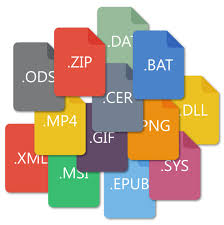 .DAT
.ZIP
.BAT
.ODS
.CER
.DLL
.MP4
.PNG
.GIF
.XML
.SYS
.MSI
.EPUB